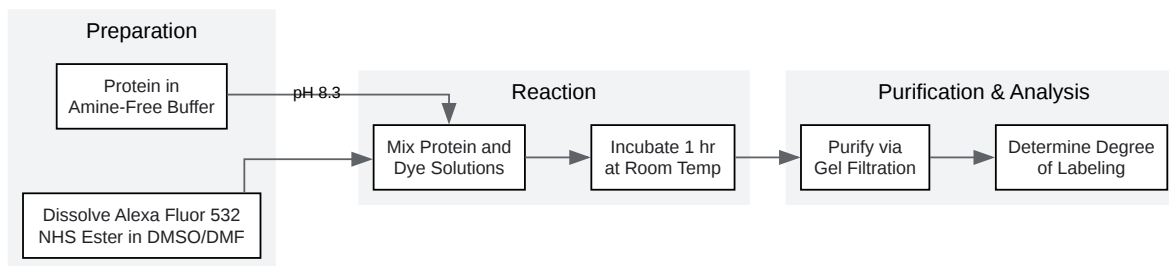 Preparation
Protein in
Amine-Free Buffer
pH 8.3
Dissolve Alexa Fluor 532
NHS Ester in DMSO/DMF
Reaction
Mix Protein and
Dye Solutions
Incubate 1 hr
at Room Temp
Purification & Analysis
Purify via
Gel Filtration
Determine Degree
of Labeling